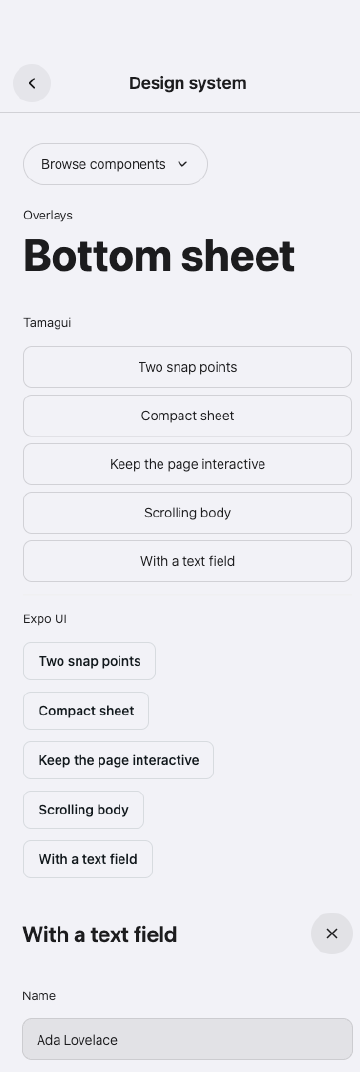 Design system
Browse components
Overlays
Bottom sheet
Tamagui
Two snap points
Compact sheet
Keep the page interactive
Scrolling body
With a text field
Expo UI
Two snap points
Compact sheet
Keep the page interactive
Scrolling body
With a text field
With a text field
Name
Ada Lovelace